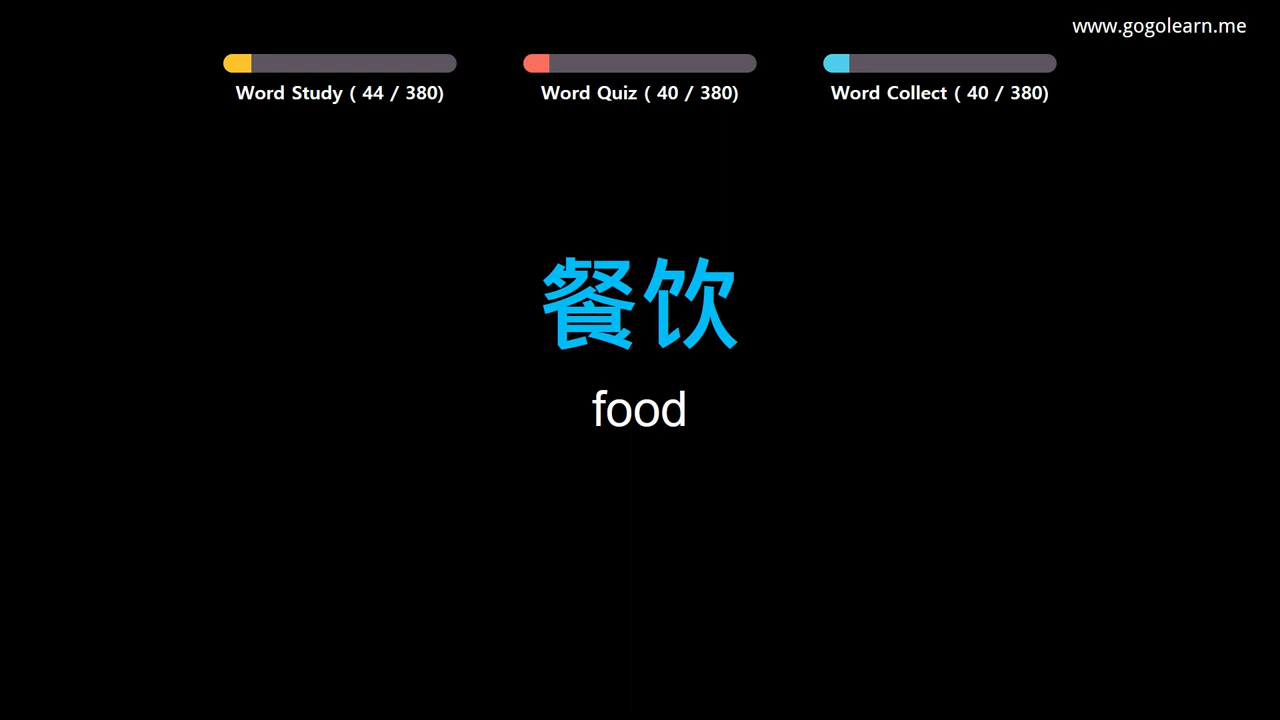 www.gogolearn.me
Word Study ( 44 / 380)
Word Quiz ( 40 / 380)
Word Collect ( 40 / 380)
餐饮
food